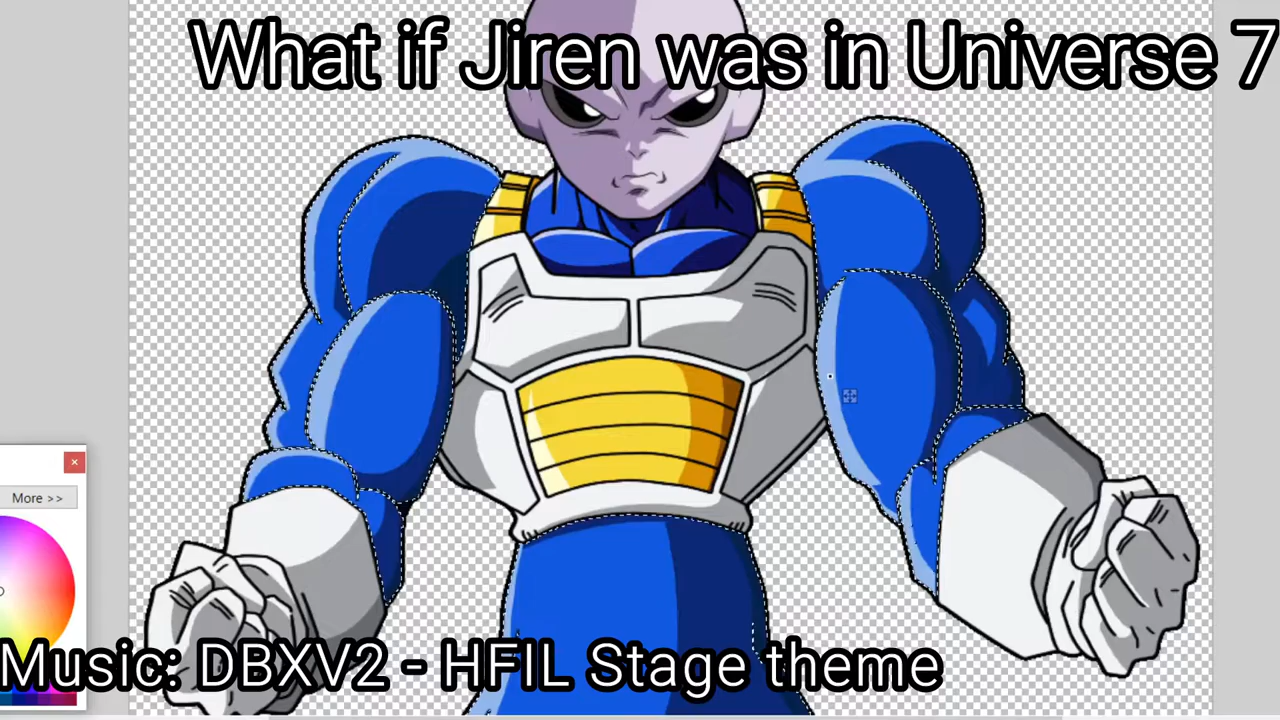 What if Jiren was in Universe 7
More >>
Music: DBXV2 - HFIL Stage theme